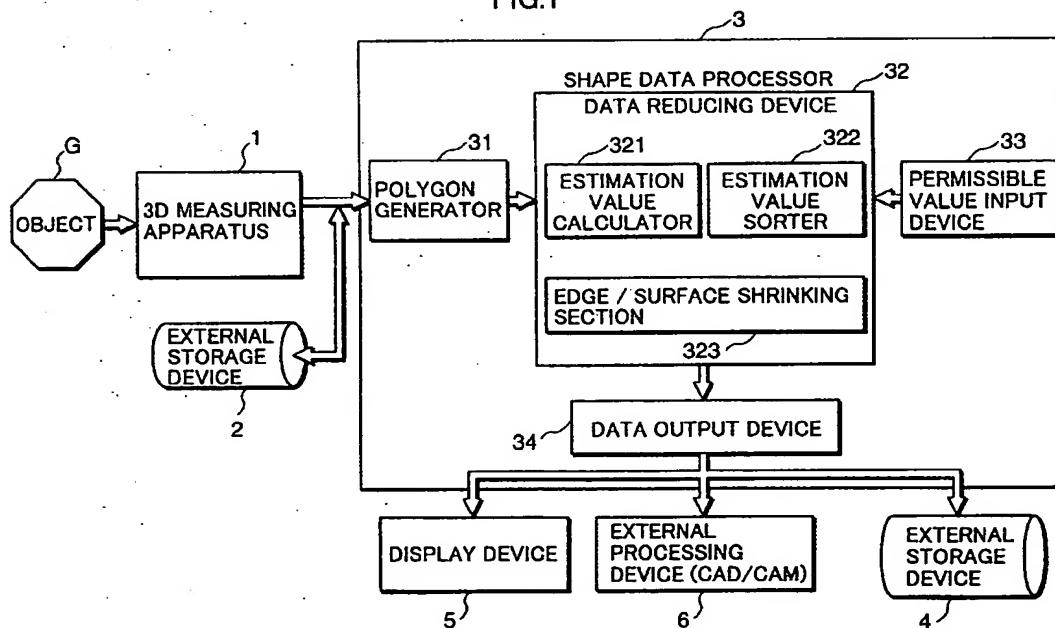 FIG.1
3
SHAPE DATA PROCESSOR
32
DATA REDUCING DEVICE
G
1
31
321
322
33
OBJECT
3D MEASURING
APPARATUS
POLYGON
GENERATOR
ESTIMATION
VALUE
CALCULATOR
ESTIMATION
VALUE
SORTER
PERMISSIBLE
VALUE INPUT
DEVICE
EDGE / SURFACE SHRINKING
SECTION
323
EXTERNAL
STORAGE
DEVICE
2
34
DATA OUTPUT DEVICE
DISPLAY DEVICE
5
EXTERNAL
PROCESSING
DEVICE (CAD/CAM)
6
EXTERNAL
STORAGE
DEVICE
4